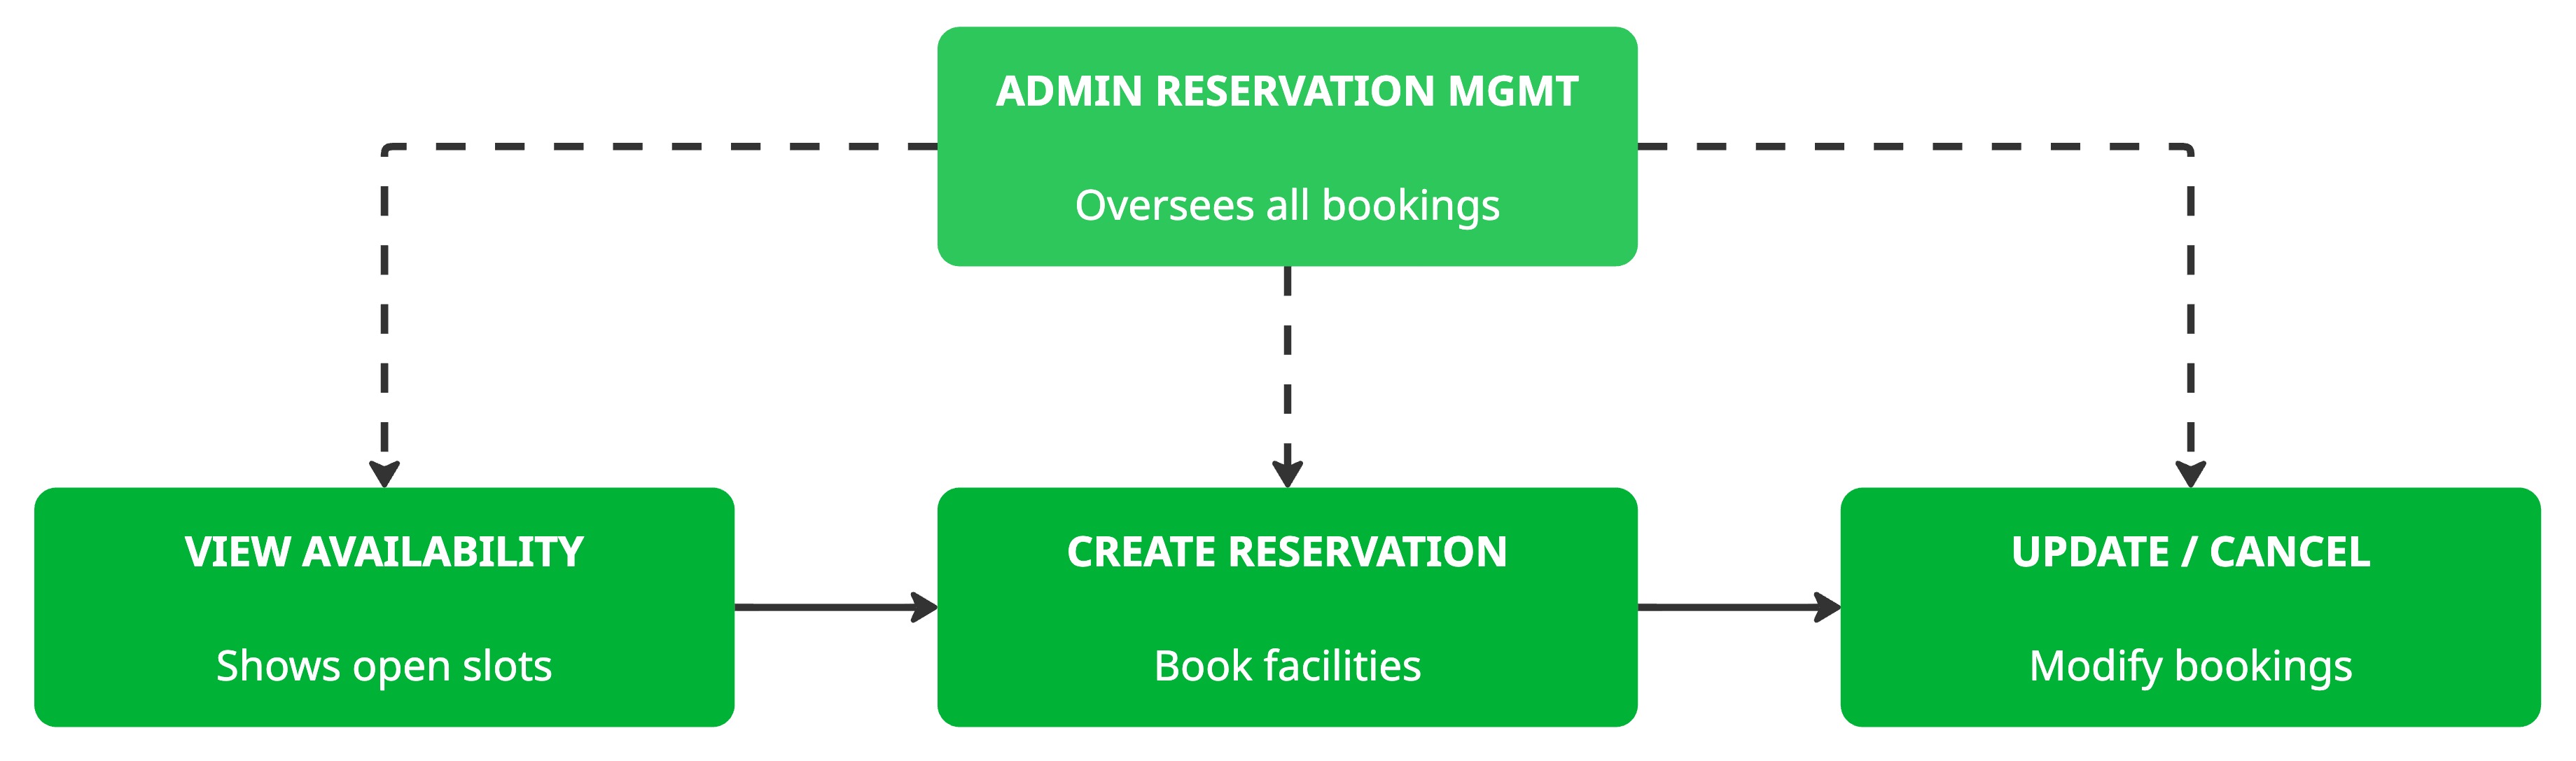 ADMIN RESERVATION MGMT
Oversees all bookings
VIEW AVAILABILITY
Shows open slots
CREATE RESERVATION
Book facilities
UPDATE / CANCEL
Modify bookings